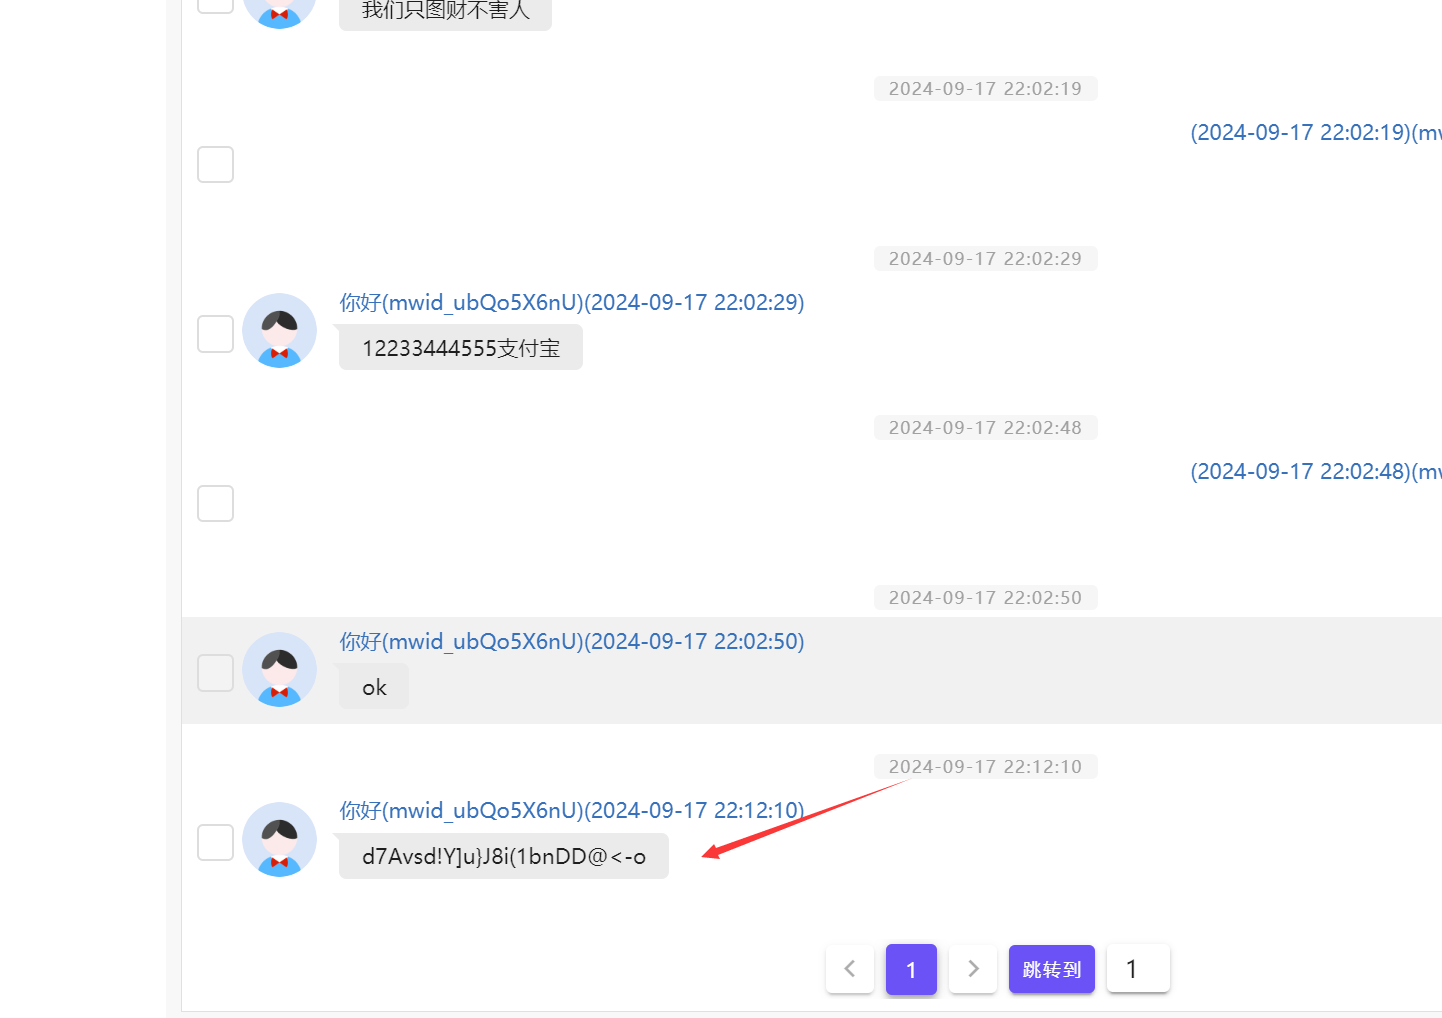 我们只图财不害人
2024-09-17 22:02:19
(2024-09-17 22:02:19)(mw
2024-09-17 22:02:29
你好(mwid_ubQo5X6nU)(2024-09-17 22:02:29)
12233444555支付宝
2024-09-17 22:02:48
(2024-09-17 22:02:48)(mw
2024-09-17 22:02:50
你好(mwid_ubQo5X6nU)(2024-09-17 22:02:50)
ok
2024-09-17 22:12:10
你好(mwid_ubQo5X6nU)(2024-09-17 22:12:10)
d7Avsd!Y]u}J8i(1bnDD@<-o
1 跳转到 1